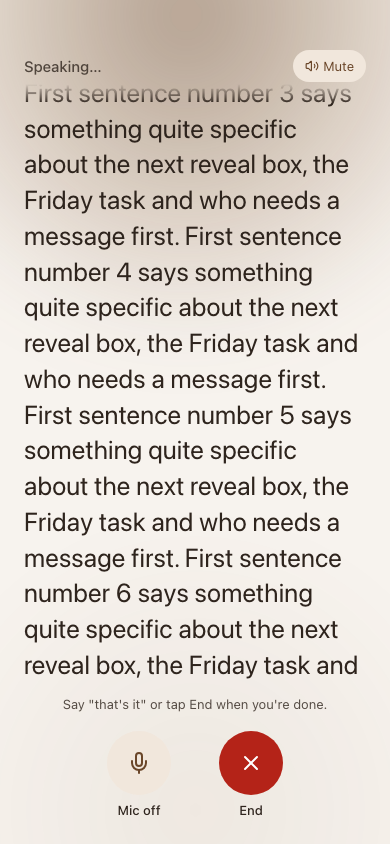 Speaking...
Mute
First sentence number 3 says
something quite specific
about the next reveal box, the
Friday task and who needs a
message first. First sentence
number 4 says something
quite specific about the next
reveal box, the Friday task and
who needs a message first.
First sentence number 5 says
something quite specific
about the next reveal box, the
Friday task and who needs a
message first. First sentence
number 6 says something
quite specific about the next
reveal box, the Friday task and
Say "that's it" or tap End when you're done.
Mic off
End